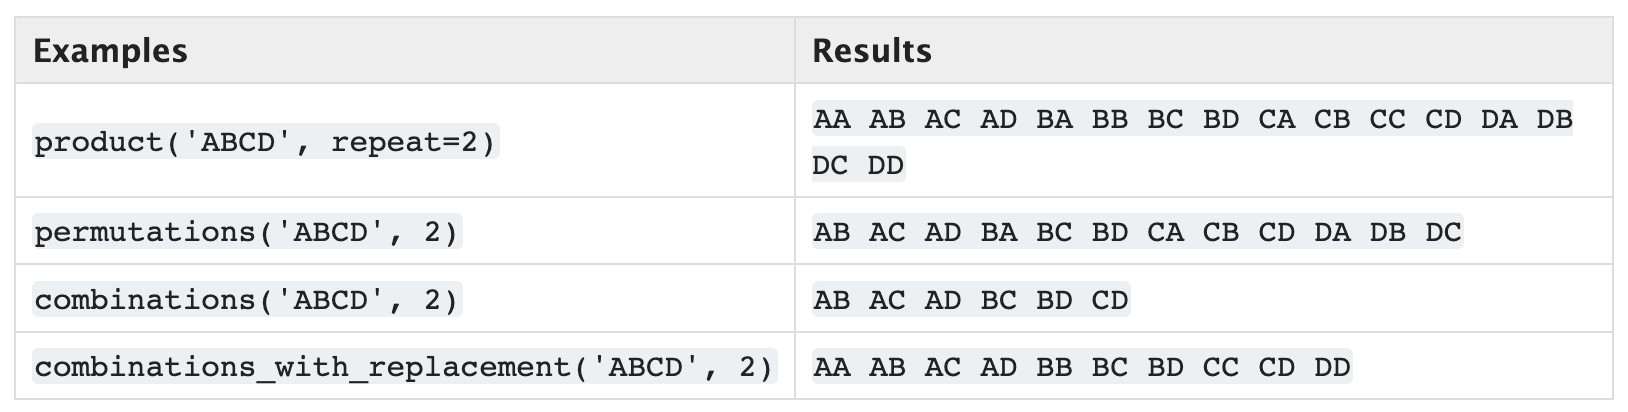 Examples Results
product('ABCD', repeat=2) AA AB AC AD BA BB BC BD CA CB CC CD DA DB
DC DD
permutations('ABCD', 2) AB AC AD BA BC BD CA CB CD DA DB DC
combinations('ABCD', 2) AB AC AD BC BD CD
combinations_with_replacement('ABCD', 2) AA AB AC AD BB BC BD CC CD DD